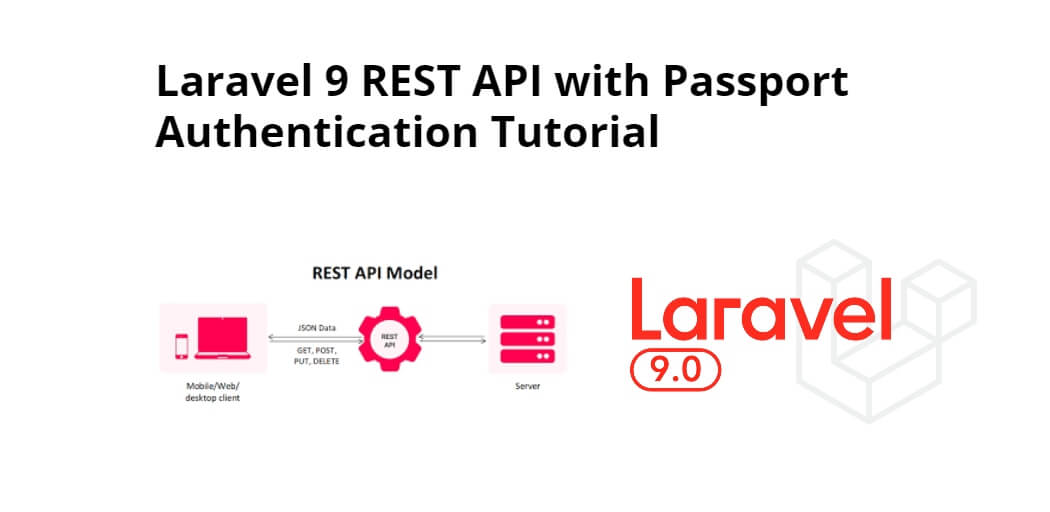 Laravel 9 REST API with Passport
Authentication Tutorial
REST API Model
JSON Data
GET, POST,
PUT, DELETE
REST
API
Mobile/Web/
desktop client
Server
Laravel
9.0